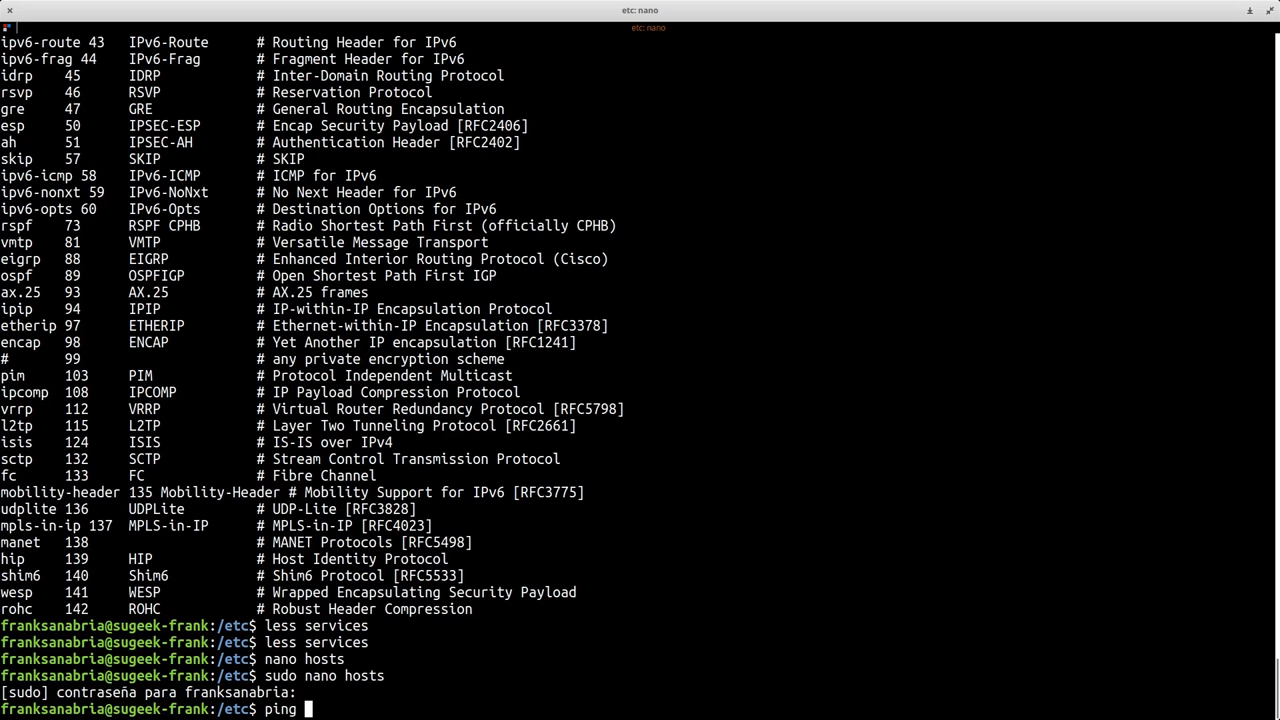 etc: nano
etc: nano
ipv6-route 43   IPv6-Route      # Routing Header for IPv6
ipv6-frag 44    IPv6-Frag       # Fragment Header for IPv6
idrp    45      IDRP            # Inter-Domain Routing Protocol
rsvp    46      RSVP            # Reservation Protocol
gre     47      GRE             # General Routing Encapsulation
esp     50      IPSEC-ESP       # Encap Security Payload [RFC2406]
ah      51      IPSEC-AH        # Authentication Header [RFC2402]
skip    57      SKIP            # SKIP
ipv6-icmp 58    IPv6-ICMP       # ICMP for IPv6
ipv6-nonxt 59   IPv6-NoNxt      # No Next Header for IPv6
ipv6-opts 60    IPv6-Opts       # Destination Options for IPv6
rspf    73      RSPF CPHB       # Radio Shortest Path First (officially CPHB)
vmtp    81      VMTP            # Versatile Message Transport
eigrp   88      EIGRP           # Enhanced Interior Routing Protocol (Cisco)
ospf    89      OSPFIGP         # Open Shortest Path First IGP
ax.25   93      AX.25           # AX.25 frames
ipip    94      IPIP            # IP-within-IP Encapsulation Protocol
etherip 97      ETHERIP         # Ethernet-within-IP Encapsulation [RFC3378]
encap   98      ENCAP           # Yet Another IP encapsulation [RFC1241]
#       99                      # any private encryption scheme
pim     103     PIM             # Protocol Independent Multicast
ipcomp  108     IPCOMP          # IP Payload Compression Protocol
vrrp    112     VRRP            # Virtual Router Redundancy Protocol [RFC5798]
l2tp    115     L2TP            # Layer Two Tunneling Protocol [RFC2661]
isis    124     ISIS            # IS-IS over IPv4
sctp    132     SCTP            # Stream Control Transmission Protocol
fc      133     FC              # Fibre Channel
mobility-header 135 Mobility-Header # Mobility Support for IPv6 [RFC3775]
udplite 136     UDPLite         # UDP-Lite [RFC3828]
mpls-in-ip 137  MPLS-in-IP      # MPLS-in-IP [RFC4023]
manet   138                     # MANET Protocols [RFC5498]
hip     139     HIP             # Host Identity Protocol
shim6   140     Shim6           # Shim6 Protocol [RFC5533]
wesp    141     WESP            # Wrapped Encapsulating Security Payload
rohc    142     ROHC            # Robust Header Compression
franksanabria@sugeek-frank:/etc$ less services
franksanabria@sugeek-frank:/etc$ less services
franksanabria@sugeek-frank:/etc$ nano hosts
franksanabria@sugeek-frank:/etc$ sudo nano hosts
[sudo] contraseña para franksanabria:
franksanabria@sugeek-frank:/etc$ ping